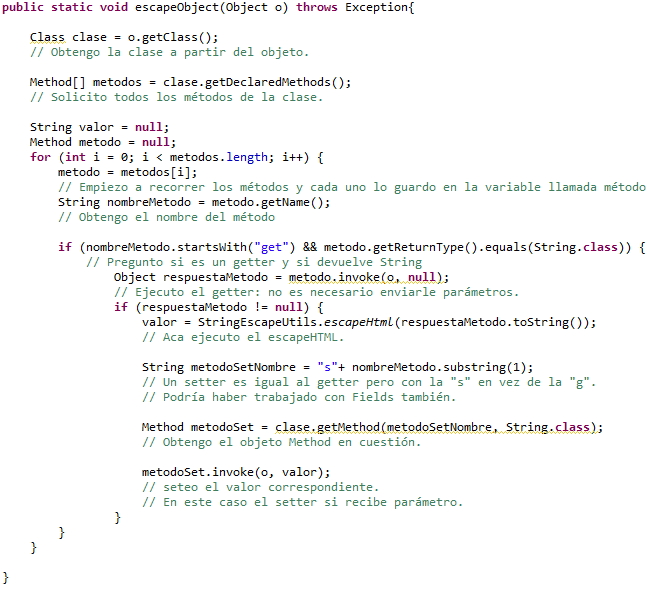 public static void escapeObject(Object o) throws Exception{
Class clase = o.getClass();
// Obtengo la clase a partir del objeto.
Method[] metodos = clase.getDeclaredMethods();
// Solicito todos los métodos de la clase.
String valor = null;
Method metodo = null;
for (int i = 0; i < metodos.length; i++) {
metodo = metodos[i];
// Empiezo a recorrer los métodos y cada uno lo guardo en la variable llamada método
String nombreMetodo = metodo.getName();
// Obtengo el nombre del método
if (nombreMetodo.startsWith("get") && metodo.getReturnType().equals(String.class)) {
// Pregunto si es un getter y si devuelve String
Object respuestaMetodo = metodo.invoke(o, null);
// Ejecuto el getter: no es necesario enviarle parámetros.
if (respuestaMetodo != null) {
valor = StringEscapeUtils.escapeHtml(respuestaMetodo.toString());
// Aca ejecuto el escapeHTML.
String metodoSetNombre = "s"+ nombreMetodo.substring(1);
// Un setter es igual al getter pero con la "s" en vez de la "g".
// Podría haber trabajado con Fields también.
Method metodoSet = clase.getMethod(metodoSetNombre, String.class);
// Obtengo el objeto Method en cuestión.
metodoSet.invoke(o, valor);
// seteo el valor correspondiente.
// En este caso el setter si recibe parámetro.
}
}
}
}